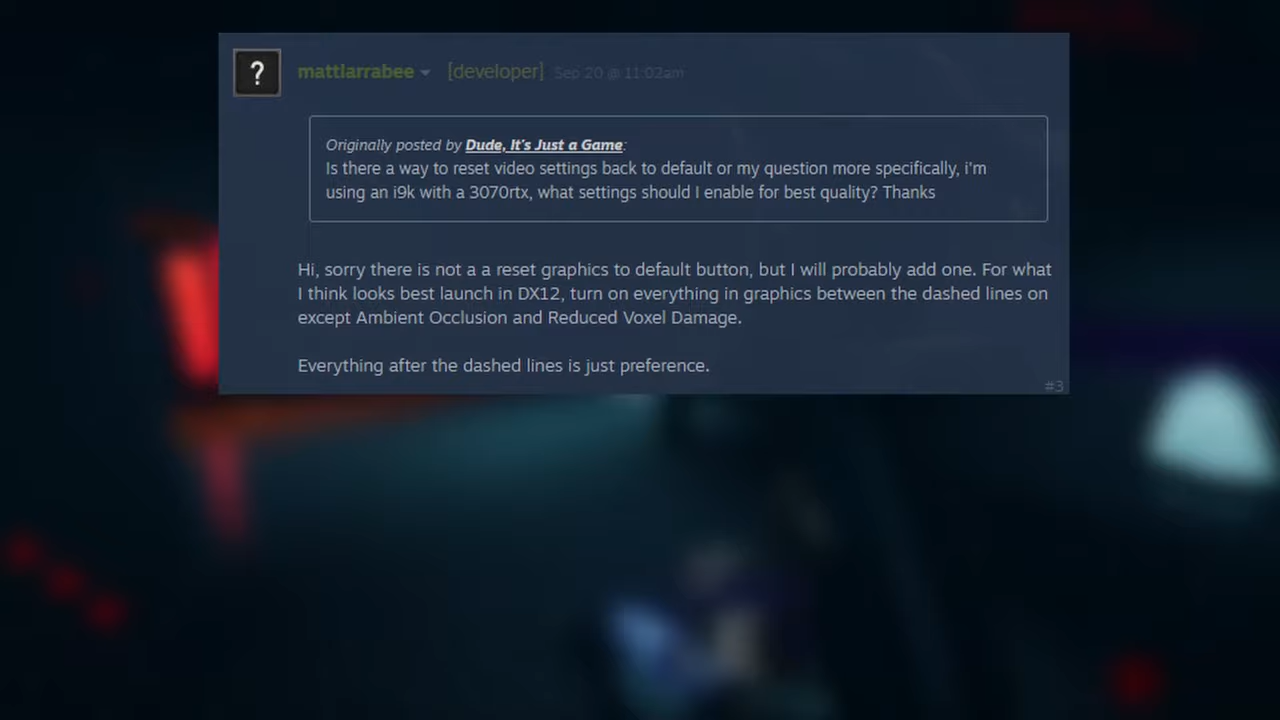 ?
mattlarrabee [developer] Sep 20 @ 11:02am
Originally posted by Dude, It's Just a Game:
Is there a way to reset video settings back to default or my question more specifically, i'm
using an i9k with a 3070rtx, what settings should I enable for best quality? Thanks
Hi, sorry there is not a a reset graphics to default button, but I will probably add one. For what
I think looks best launch in DX12, turn on everything in graphics between the dashed lines on
except Ambient Occlusion and Reduced Voxel Damage.
Everything after the dashed lines is just preference.
#3